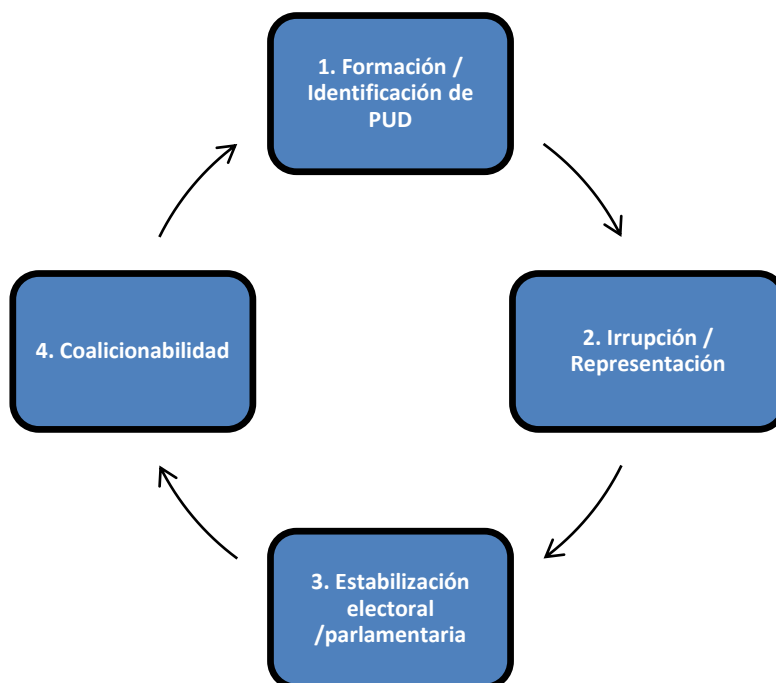 1. Formación /
Identificación de
PUD
2. Irrupción /
Representación
3. Estabilización
electoral
/parlamentaria
4. Coalicionabilidad